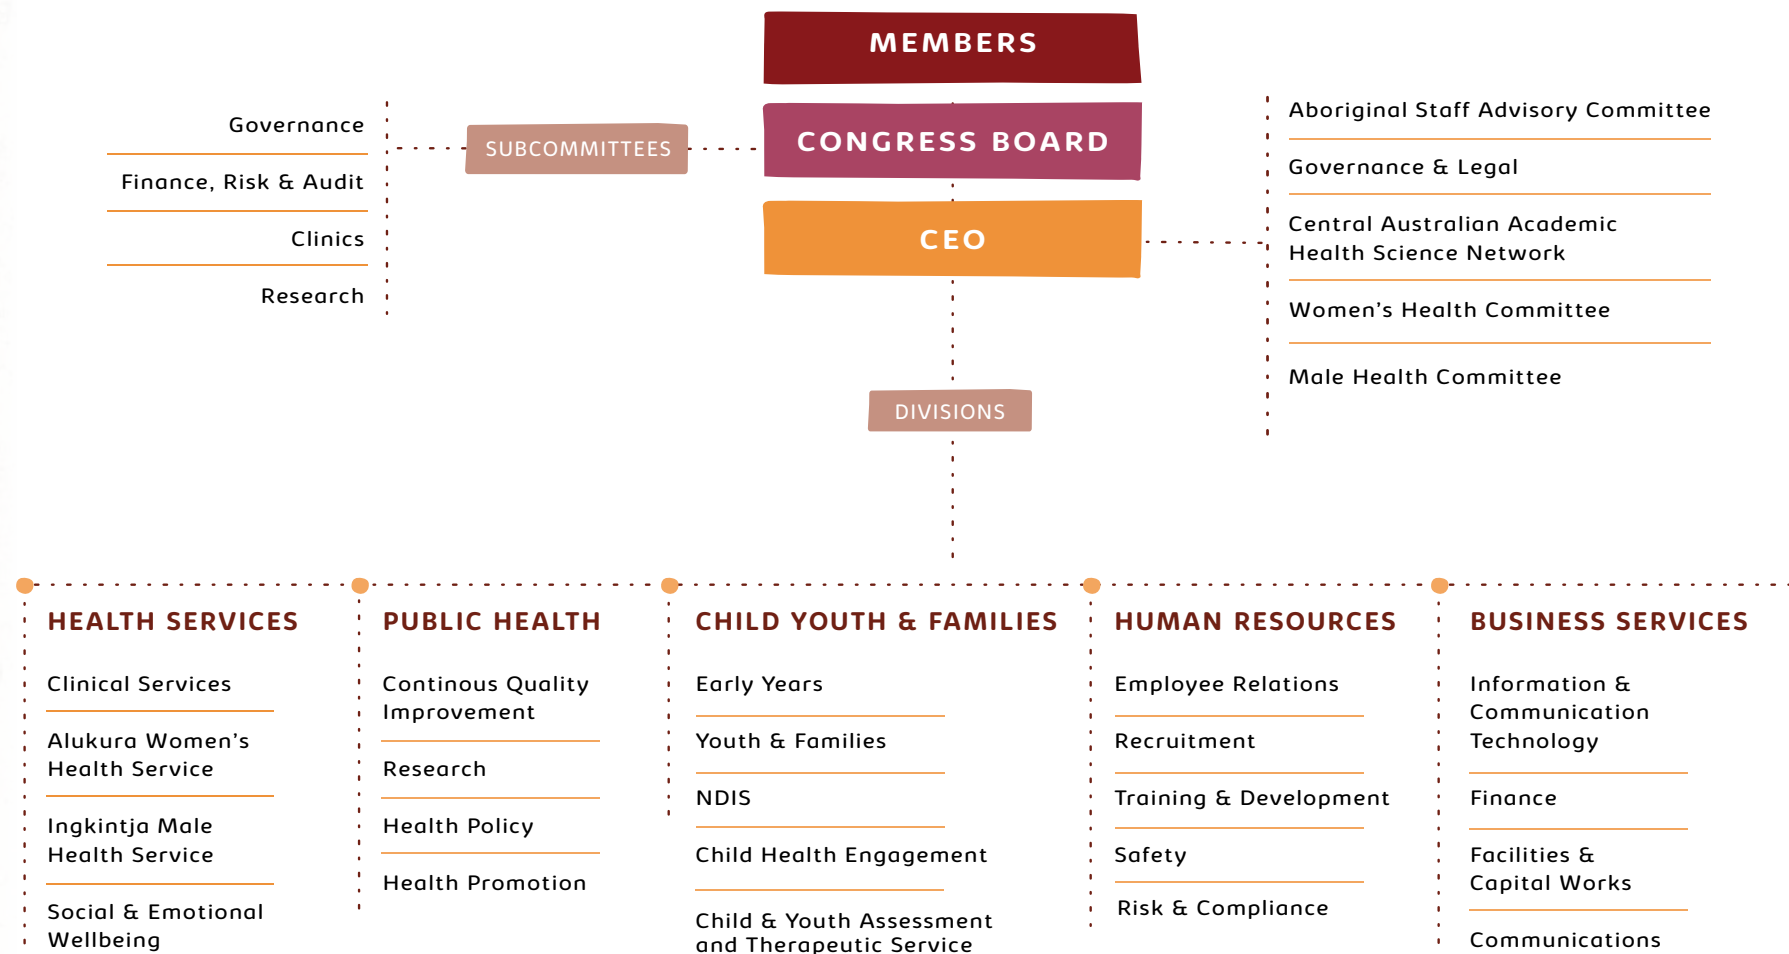 MEMBERS
CONGRESS BOARD
CEO
SUBCOMMITTEES
Governance
Finance, Risk & Audit
Clinics
Research
Aboriginal Staff Advisory Committee
Governance & Legal
Central Australian Academic
Health Science Network
Women's Health Committee
Male Health Committee
DIVISIONS
HEALTH SERVICES
Clinical Services
Alukura Women's
Health Service
Ingkintja Male
Health Service
Social & Emotional
Wellbeing
PUBLIC HEALTH
Continous Quality
Improvement
Research
Health Policy
Health Promotion
CHILD YOUTH & FAMILIES
Early Years
Youth & Families
NDIS
Child Health Engagement
Child & Youth Assessment
and Therapeutic Service
HUMAN RESOURCES
Employee Relations
Recruitment
Training & Development
Safety
Risk & Compliance
BUSINESS SERVICES
Information &
Communication
Technology
Finance
Facilities &
Capital Works
Communications